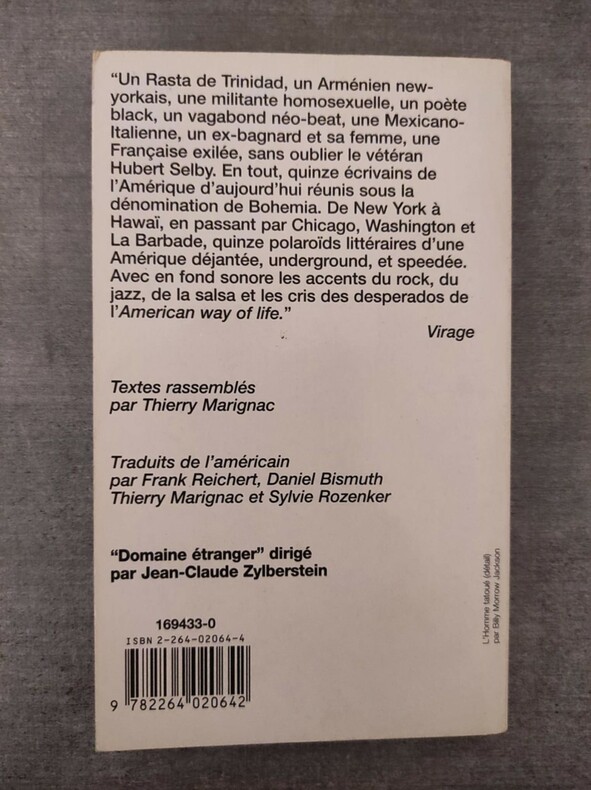 “Un Rasta de Trinidad, un Arménien new-
yorkais, une militante homosexuelle, un poète
black, un vagabond néo-beat, une Mexicano-
Italienne, un ex-bagnard et sa femme, une
Française exilée, sans oublier le vétéran
Hubert Selby. En tout, quinze écrivains de
l’Amérique d’aujourd’hui réunis sous la
dénomination de Bohemia. De New York à
Hawaï, en passant par Chicago, Washington et
La Barbade, quinze polaroïds littéraires d’une
Amérique déjantée, underground, et speedée.
Avec en fond sonore les accents du rock, du
jazz, de la salsa et les cris des desperados de
l’American way of life.”
Virage
Textes rassemblés
par Thierry Marignac
Traduits de l’américain
par Frank Reichert, Daniel Bismuth
Thierry Marignac et Sylvie Rozenker
“Domaine étranger” dirigé
par Jean-Claude Zylberstein
169433-0
ISBN 2-264-02064-4
9 782264 020642
L’Homme tatoué (détail)
par Billy Morrow Jackson